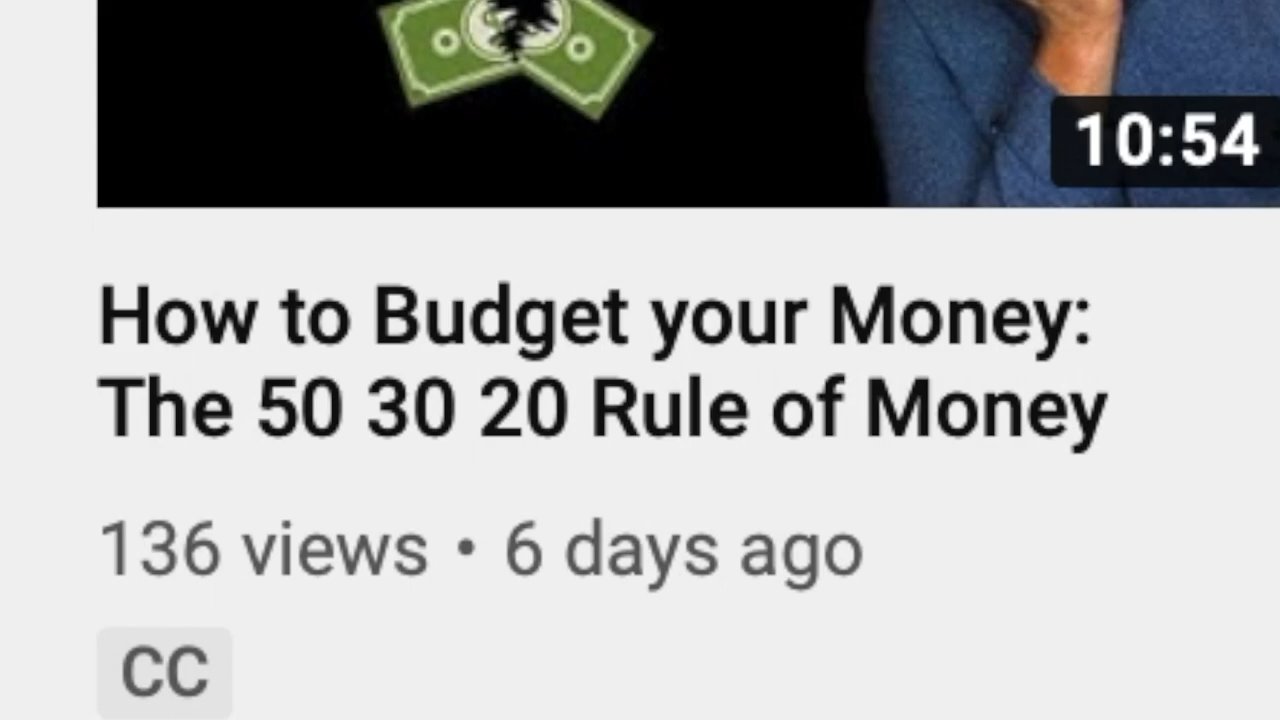 10:54
How to Budget your Money:
The 50 30 20 Rule of Money
136 views • 6 days ago
CC